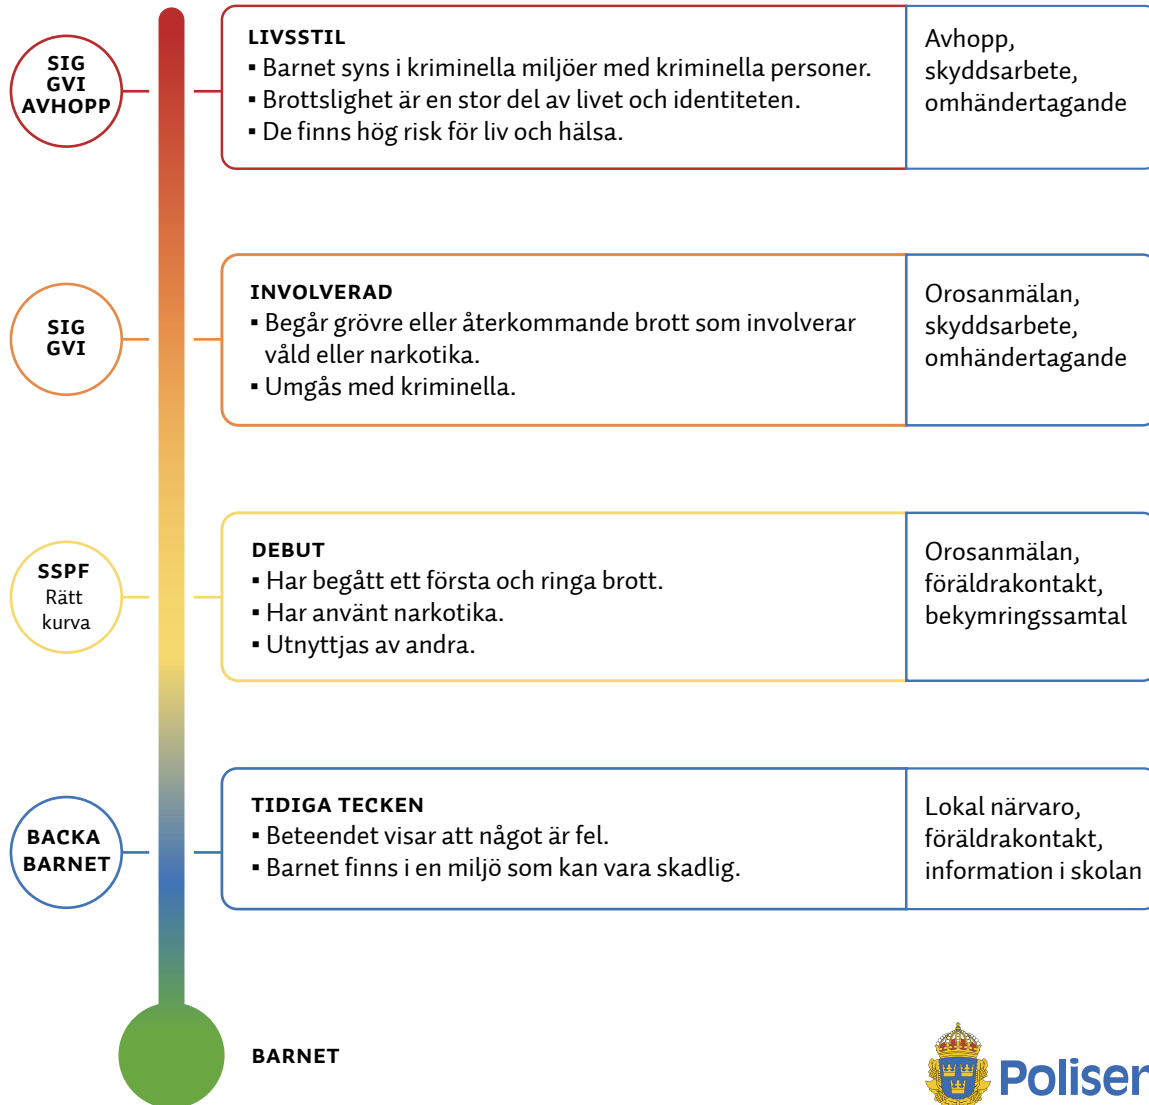 SIG
GVI
AVHOPP
LIVSSTIL
▪ Barnet syns i kriminella miljöer med kriminella personer.
▪ Brottslighet är en stor del av livet och identiteten.
▪ De finns hög risk för liv och hälsa.
Avhopp,
skyddsarbete,
omhändertagande
SIG
GVI
INVOLVERAD
▪ Begår grövre eller återkommande brott som involverar
våld eller narkotika.
▪ Umgås med kriminella.
Orosanmälan,
skyddsarbete,
omhändertagande
SSPF
Rätt
kurva
DEBUT
▪ Har begått ett första och ringa brott.
▪ Har använt narkotika.
▪ Utnyttjas av andra.
Orosanmälan,
föräldrakontakt,
bekymringssamtal
BACKA
BARNET
TIDIGA TECKEN
▪ Beteendet visar att något är fel.
▪ Barnet finns i en miljö som kan vara skadlig.
Lokal närvaro,
föräldrakontakt,
information i skolan
BARNET
Polisen